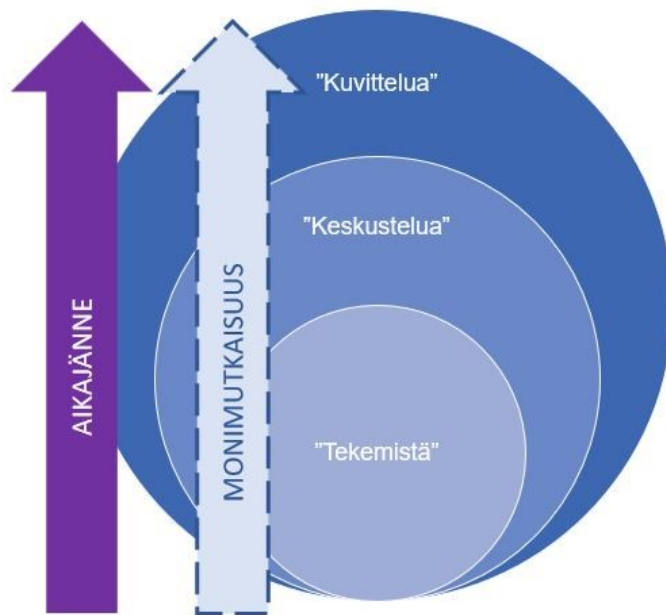 "Kuvittelua"
"Keskustelua"
"Tekemistä"
AIKAJÄNNE
MONIMUTKAISUUS